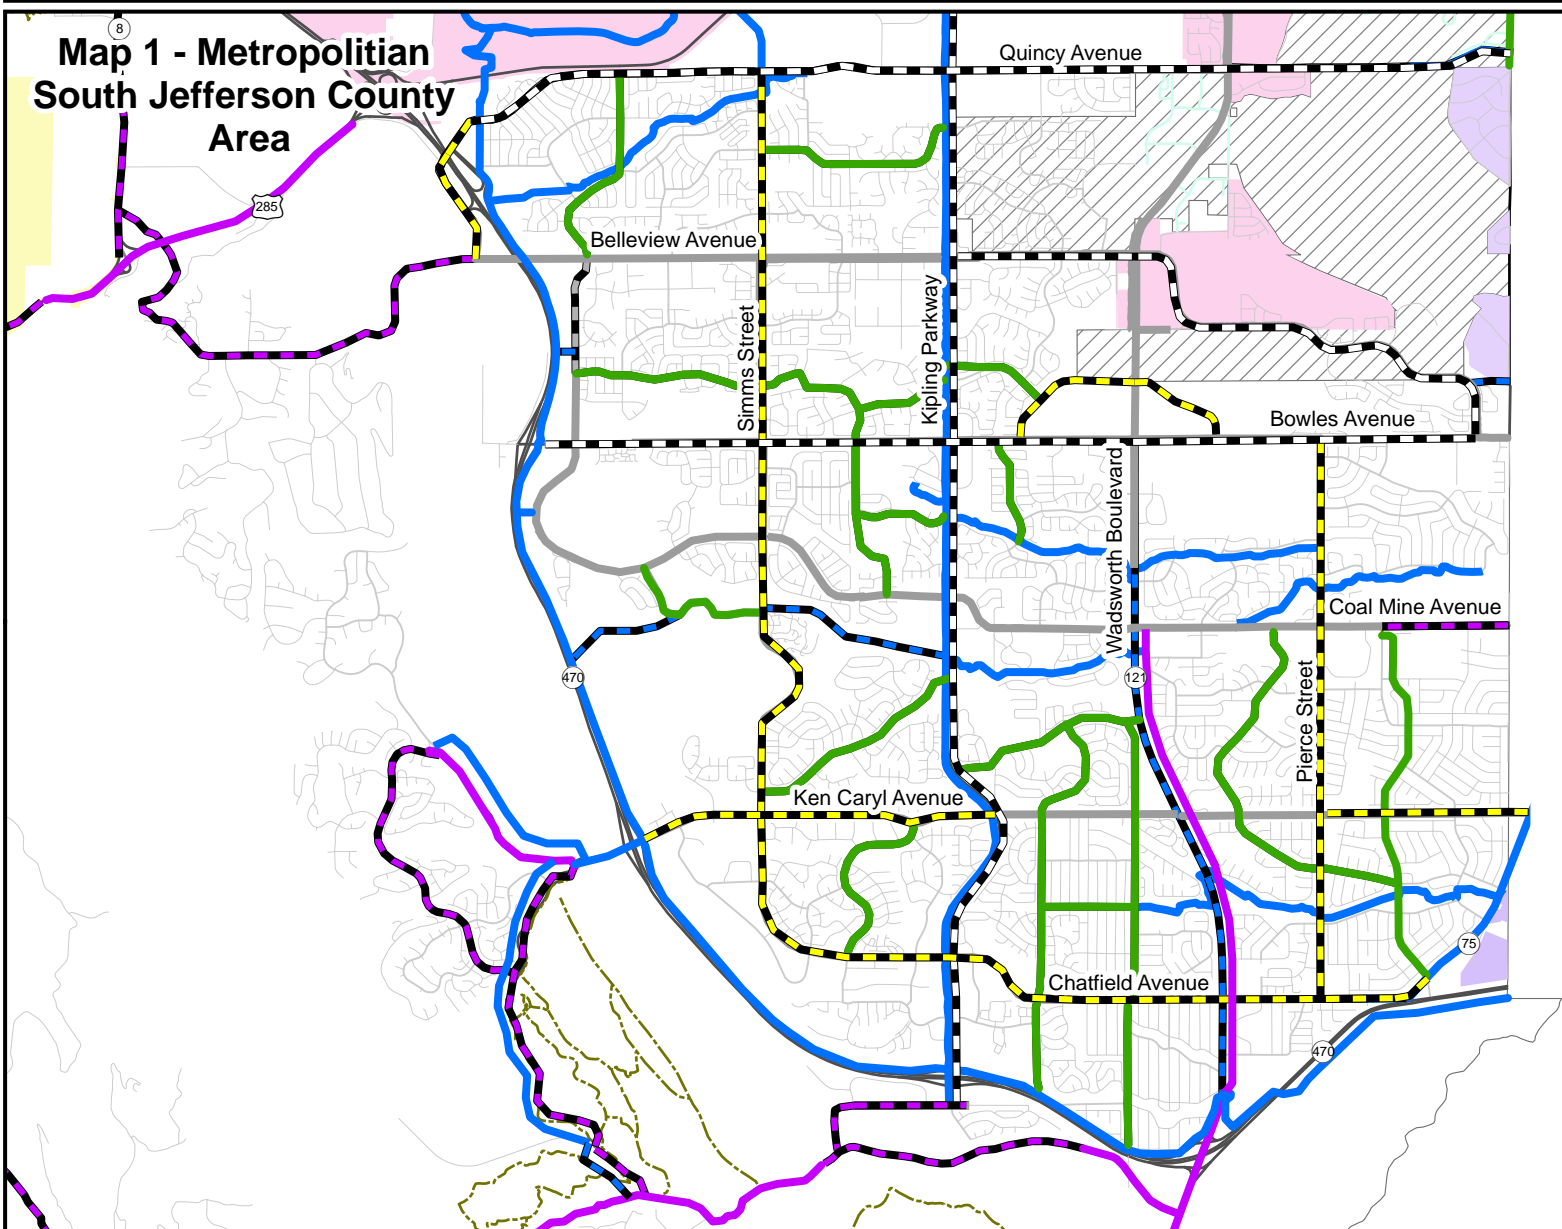 8
Map 1 - Metropolitian
South Jefferson County
Area
Quincy Avenue
285
Belleview Avenue
Simms Street
Kipling Parkway
Bowles Avenue
Wadsworth Boulevard
Coal Mine Avenue
470
121
Pierce Street
Ken Caryl Avenue
75
Chatfield Avenue
470